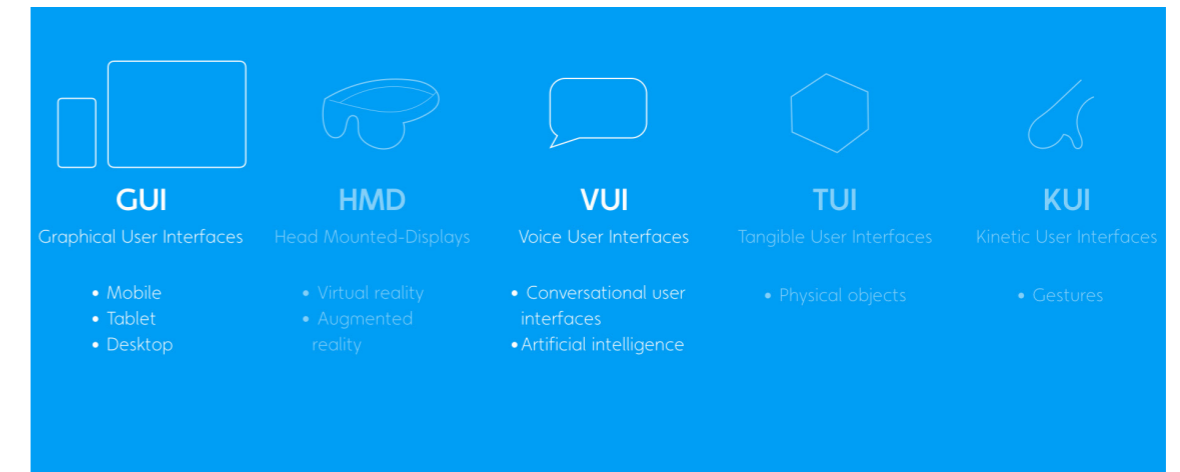 GUI
Graphical User Interfaces
• Mobile
• Tablet
• Desktop
HMD
Head Mounted-Displays
• Virtual reality
• Augmented
reality
VUI
Voice User Interfaces
• Conversational user
interfaces
• Artificial intelligence
TUI
Tangible User Interfaces
• Physical objects
KUI
Kinetic User Interfaces
• Gestures